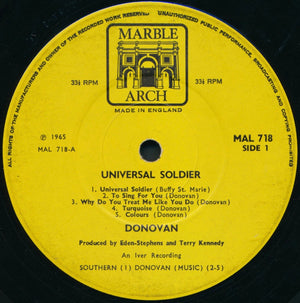 ALL RIGHTS OF THE MANUFACTURERS AND OWNER OF THE RECORDED WORK RESERVED
UNAUTHORIZED PUBLIC PERFORMANCE, BROADCASTING AND COPYING OF THIS RECORD PROHIBITED
MARBLE
33⅓ RPM
33⅓ RPM
ARCH
MADE IN ENGLAND
℗ 1965
MAL 718-A
MAL 718
SIDE 1
UNIVERSAL SOLDIER
1. Universal Soldier (Buffy St. Marie)
2. To Sing For You (Donovan)
3. Why Do You Treat Me Like You Do (Donovan)
4. Turquoise (Donovan)
5. Colours (Donovan)
DONOVAN
Produced by Eden-Stephens and Terry Kennedy
An Iver Recording
SOUTHERN (1) DONOVAN (MUSIC) (2-5)